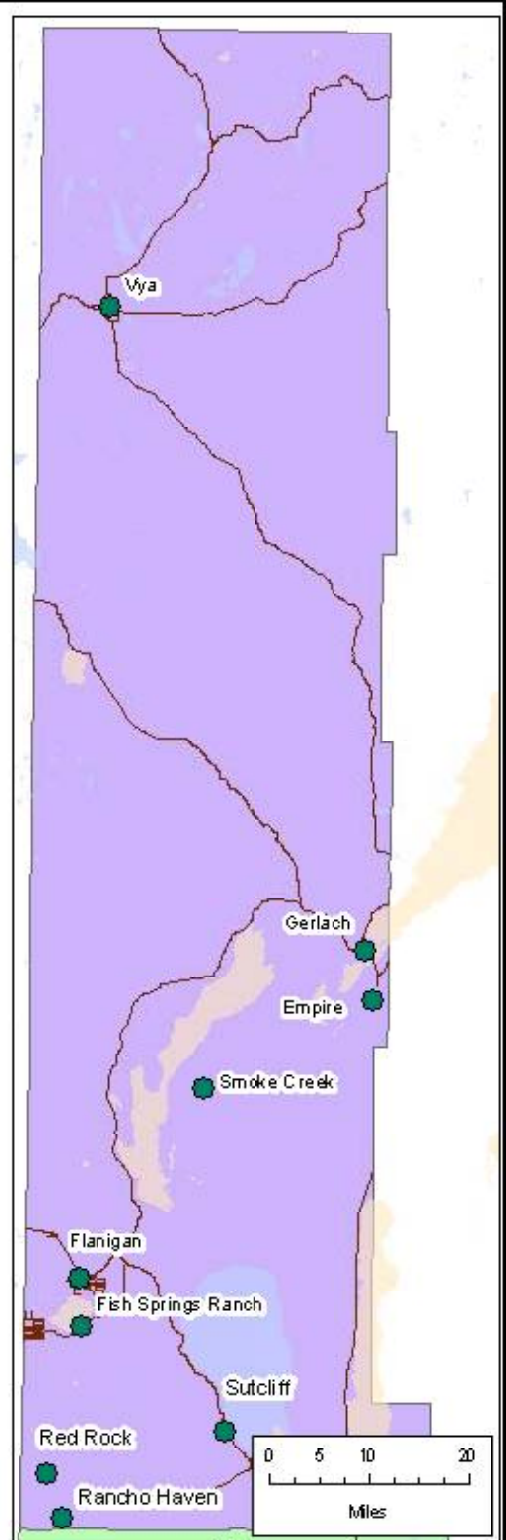 Vya
Gerlach
Empire
Smoke Creek
Flanigan
Fish Springs Ranch
Sutcliff
Red Rock
Rancho Haven
0 5 10 20
Miles